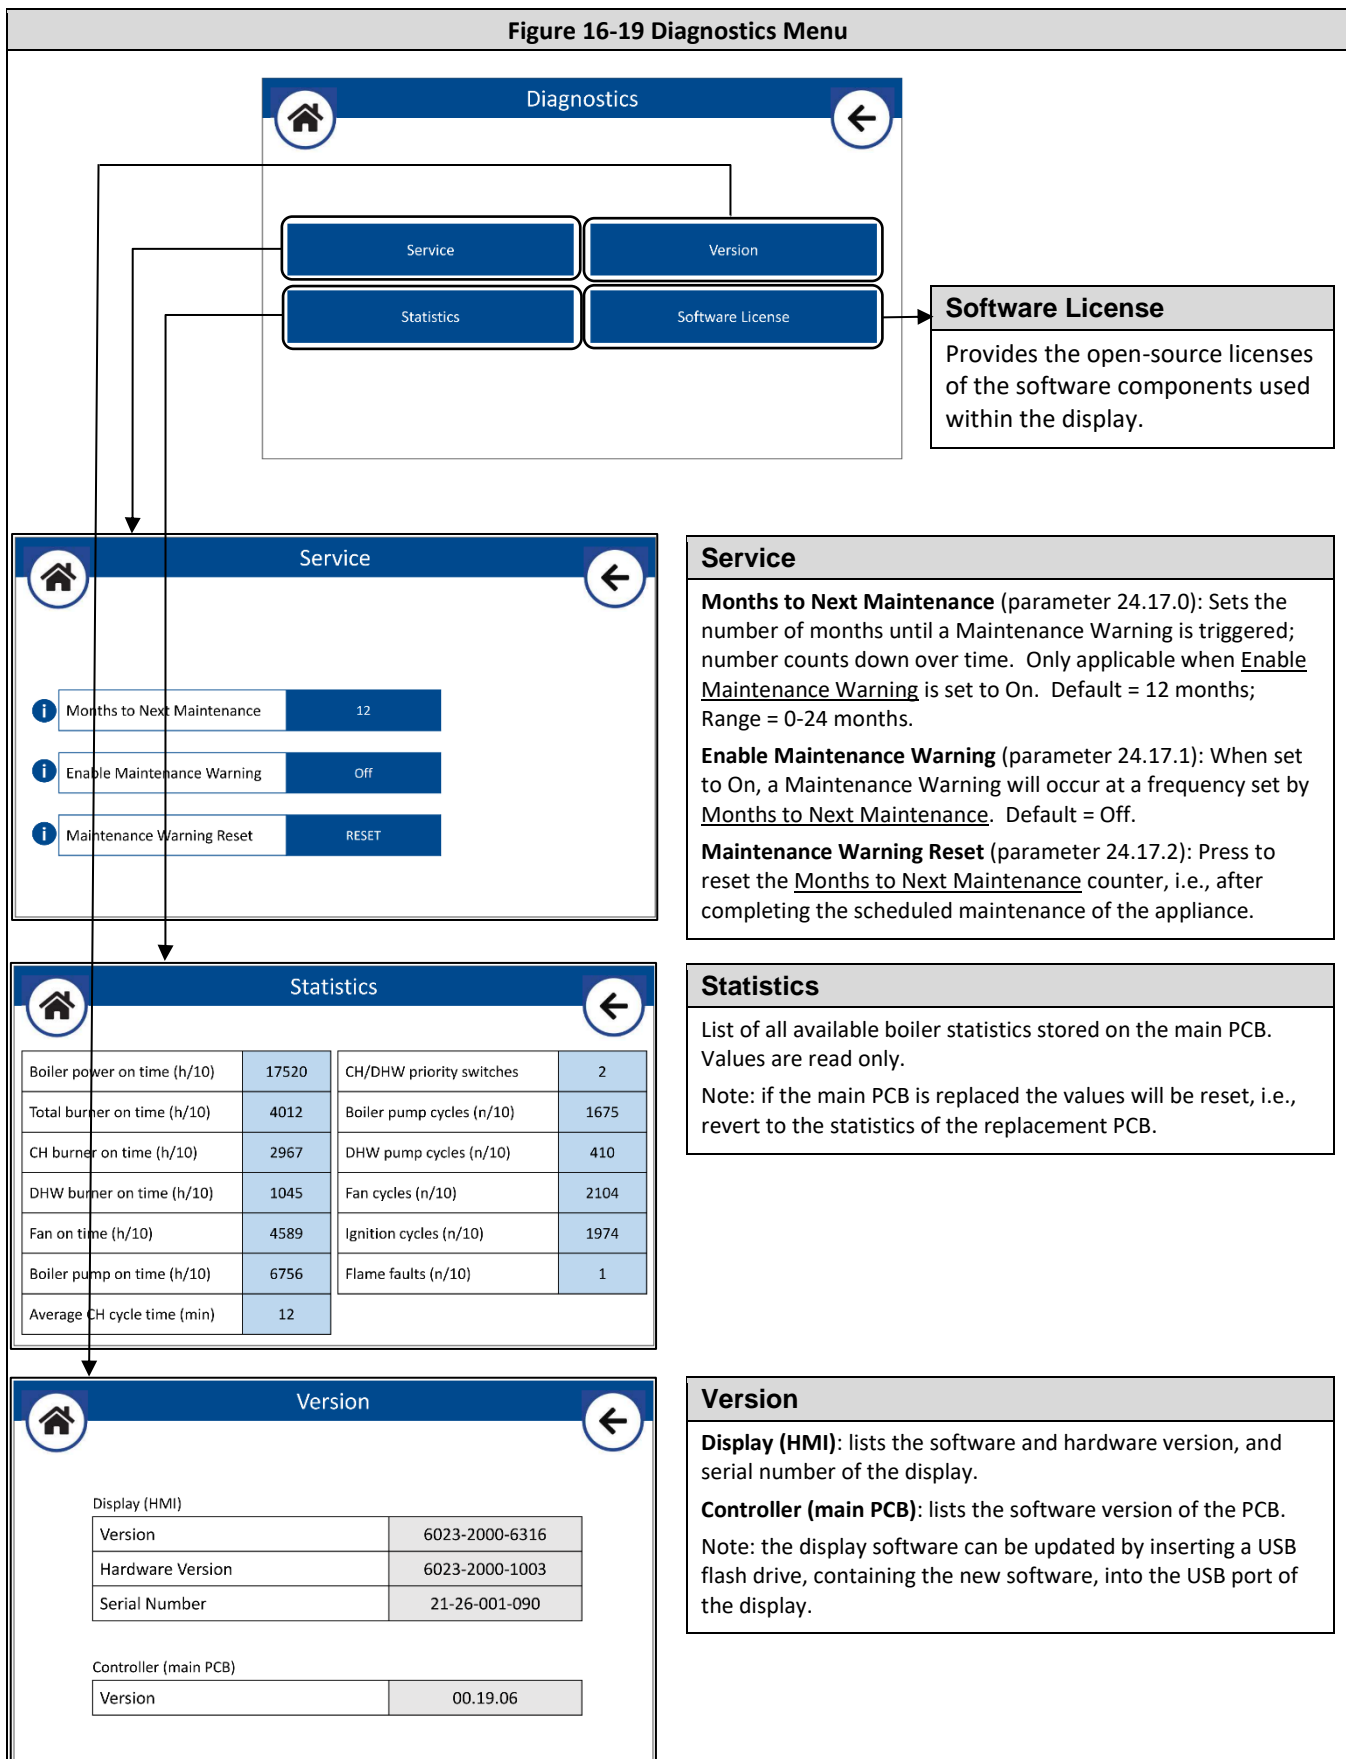 Figure 16-19 Diagnostics Menu
Diagnostics
Service
Version
Statistics
Software License
Software License
Provides the open-source licenses
of the software components used
within the display.
Service
Months to Next Maintenance
12
Enable Maintenance Warning
Off
Maintenance Warning Reset
RESET
Service
Months to Next Maintenance (parameter 24.17.0): Sets the
number of months until a Maintenance Warning is triggered;
number counts down over time. Only applicable when Enable
Maintenance Warning is set to On. Default = 12 months;
Range = 0-24 months.
Enable Maintenance Warning (parameter 24.17.1): When set
to On, a Maintenance Warning will occur at a frequency set by
Months to Next Maintenance. Default = Off.
Maintenance Warning Reset (parameter 24.17.2): Press to
reset the Months to Next Maintenance counter, i.e., after
completing the scheduled maintenance of the appliance.
Statistics
Boiler power on time (h/10) 17520 CH/DHW priority switches 2
Total burner on time (h/10) 4012 Boiler pump cycles (n/10) 1675
CH burner on time (h/10) 2967 DHW pump cycles (n/10) 410
DHW burner on time (h/10) 1045 Fan cycles (n/10) 2104
Fan on time (h/10) 4589 Ignition cycles (n/10) 1974
Boiler pump on time (h/10) 6756 Flame faults (n/10) 1
Average CH cycle time (min) 12
Statistics
List of all available boiler statistics stored on the main PCB.
Values are read only.
Note: if the main PCB is replaced the values will be reset, i.e.,
revert to the statistics of the replacement PCB.
Version
Display (HMI)
Version 6023-2000-6316
Hardware Version 6023-2000-1003
Serial Number 21-26-001-090
Controller (main PCB)
Version 00.19.06
Version
Display (HMI): lists the software and hardware version, and
serial number of the display.
Controller (main PCB): lists the software version of the PCB.
Note: the display software can be updated by inserting a USB
flash drive, containing the new software, into the USB port of
the display.